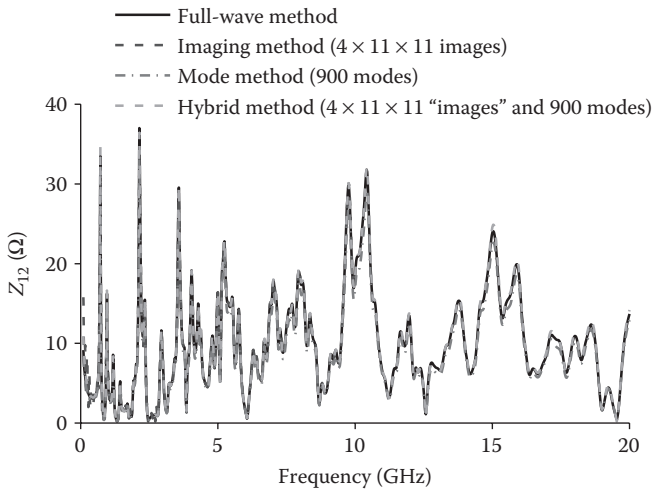 Full-wave method
Imaging method (4 × 11 × 11 images)
Mode method (900 modes)
Hybrid method (4 × 11 × 11 “images” and 900 modes)
40
30
20
10
0
Z12 (Ω)
0
5
10
15
20
Frequency (GHz)